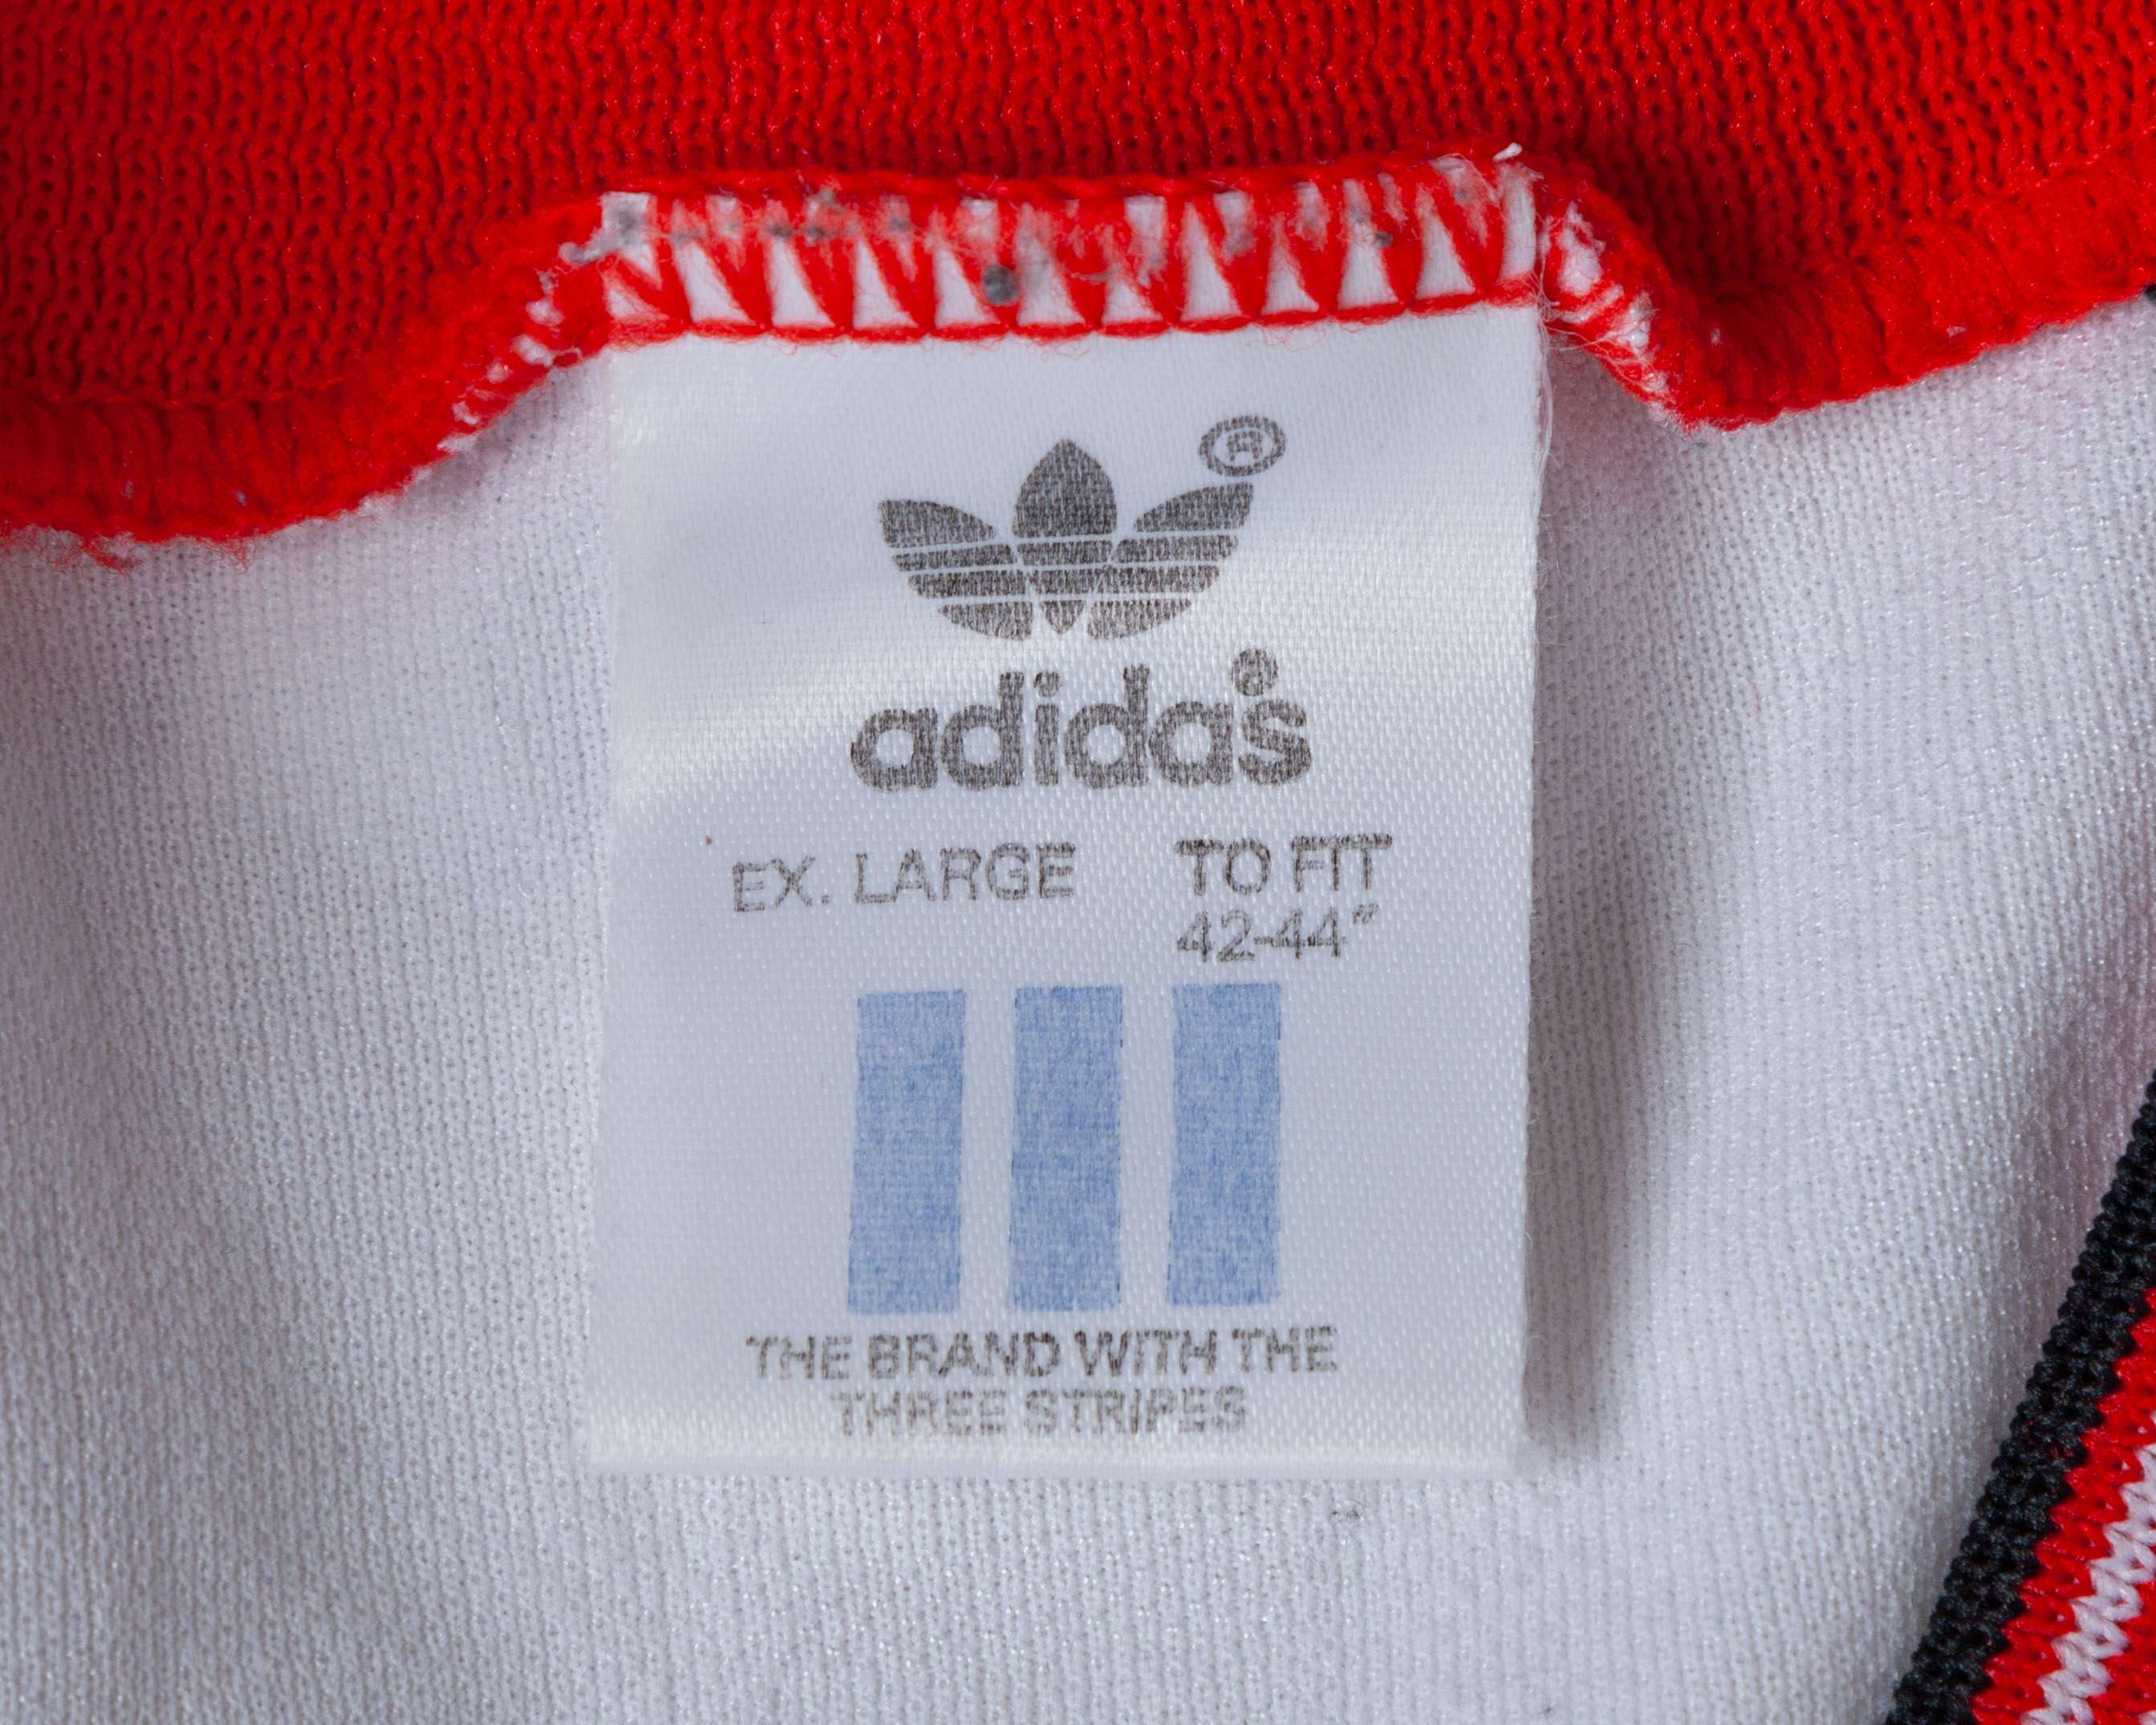 ®
adidas®
EX. LARGE TO FIT
42-44"
THE BRAND WITH THE
THREE STRIPES